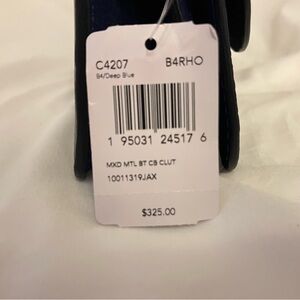 C4207 B4RHO
B4/Deep Blue
1 95031 24517 6
MXD MTL BT CB CLUT
10011319JAX
$325.00